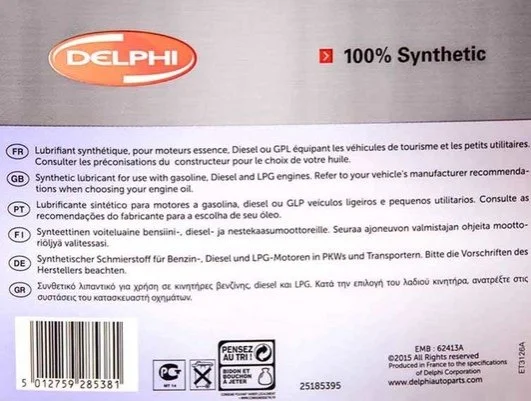 DELPHI
100% Synthetic
FR Lubrifiant synthétique, pour moteurs essence, Diesel ou GPL équipant les véhicules de tourisme et les petits utilitaires.
Consulter les préconisations du constructeur pour le choix de votre huile.
GB Synthetic lubricant for use with gasoline, Diesel and LPG engines. Refer to your vehicle's manufacturer recommenda-
tions when choosing your engine oil.
PT Lubrificante sintético para motores a gasolina, diesel ou GLP veículos ligeiros e pequenos utilitarios. Consulte as
recomendações do fabricante para a escolha de seu óleo.
FI Synteettinen voiteluaine bensiini-, diesel- ja nestekaasumoottoreille. Seuraa ajoneuvon valmistajan ohjeita mootto-
riöljyä valitessasi.
DE Synthetischer Schmierstoff für Benzin-, Diesel und LPG-Motoren in PKWs und Transportern. Bitte die Vorschriften des
Herstellers beachten.
GR Συνθετικό λιπαντικό για χρήση σε κινητήρες βενζίνης, diesel και LPG. Κατά την επιλογή του λαδιού κινητήρα, ανατρέξτε στις
συστάσεις του κατασκευαστή οχημάτων.
5 012759 285381
PCT
MT 14
PENSEZ
AU TRI !
BIDON ET
BOUCHON
À JETER
25185395
EMB : 62413A
©2015 All Rights reserved
Produced in France to the specifications
of Delphi Corporation
www.delphiautoparts.com
ET3126A